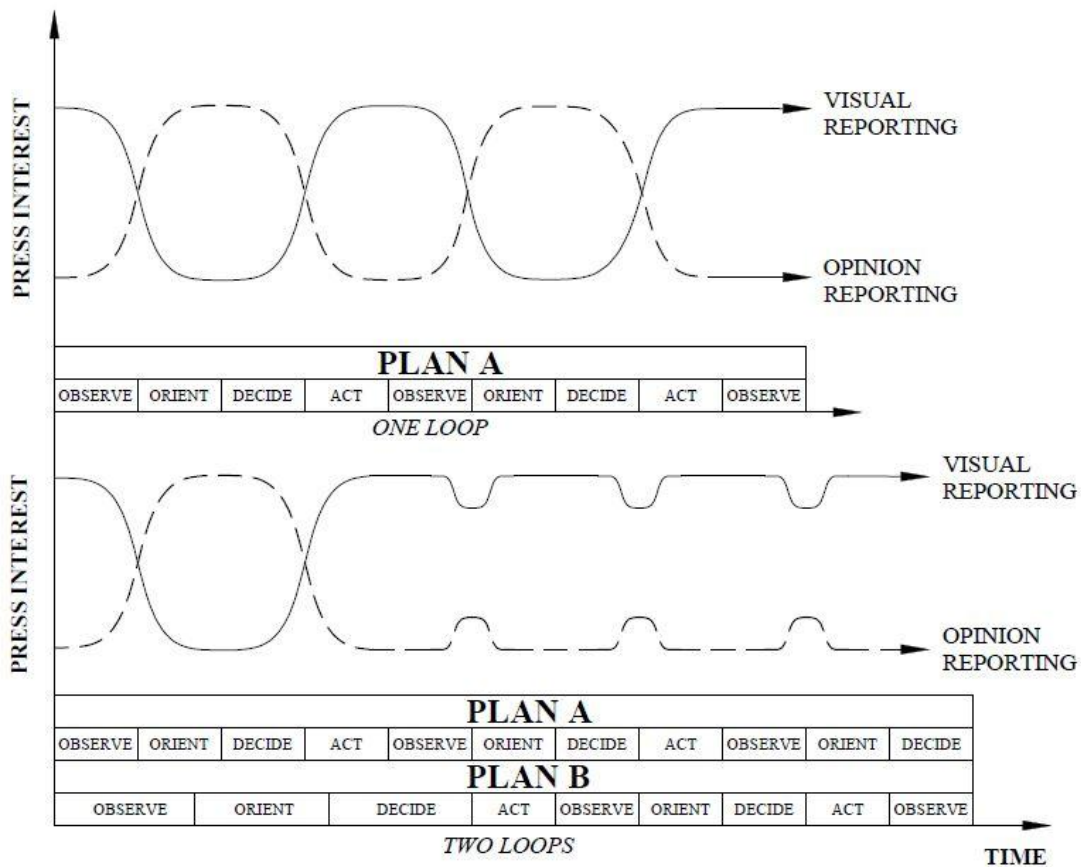 PRESS INTEREST
VISUAL
REPORTING
OPINION
REPORTING
PLAN A
OBSERVE ORIENT DECIDE ACT OBSERVE ORIENT DECIDE ACT OBSERVE
ONE LOOP
PRESS INTEREST
VISUAL
REPORTING
OPINION
REPORTING
PLAN A
OBSERVE ORIENT DECIDE ACT OBSERVE ORIENT DECIDE ACT OBSERVE ORIENT DECIDE
PLAN B
OBSERVE ORIENT DECIDE ACT OBSERVE ORIENT DECIDE ACT OBSERVE
TWO LOOPS
TIME